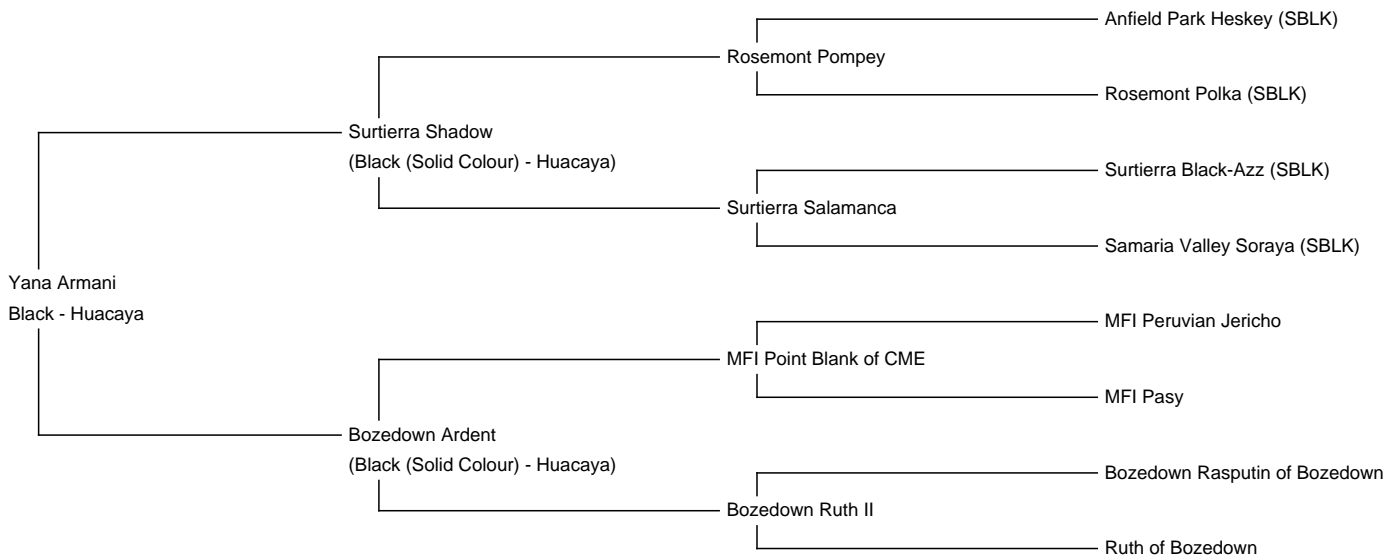 Anfield Park Heskey (SBLK)
Rosemont Pompey
Rosemont Polka (SBLK)
Surtierra Shadow
(Black (Solid Colour) - Huacaya)
Surtierra Black-Azz (SBLK)
Surtierra Salamanca
Samaria Valley Soraya (SBLK)
Yana Armani
Black - Huacaya
MFI Peruvian Jericho
MFI Point Blank of CME
MFI Pasy
Bozedown Ardent
(Black (Solid Colour) - Huacaya)
Bozedown Rasputin of Bozedown
Bozedown Ruth II
Ruth of Bozedown